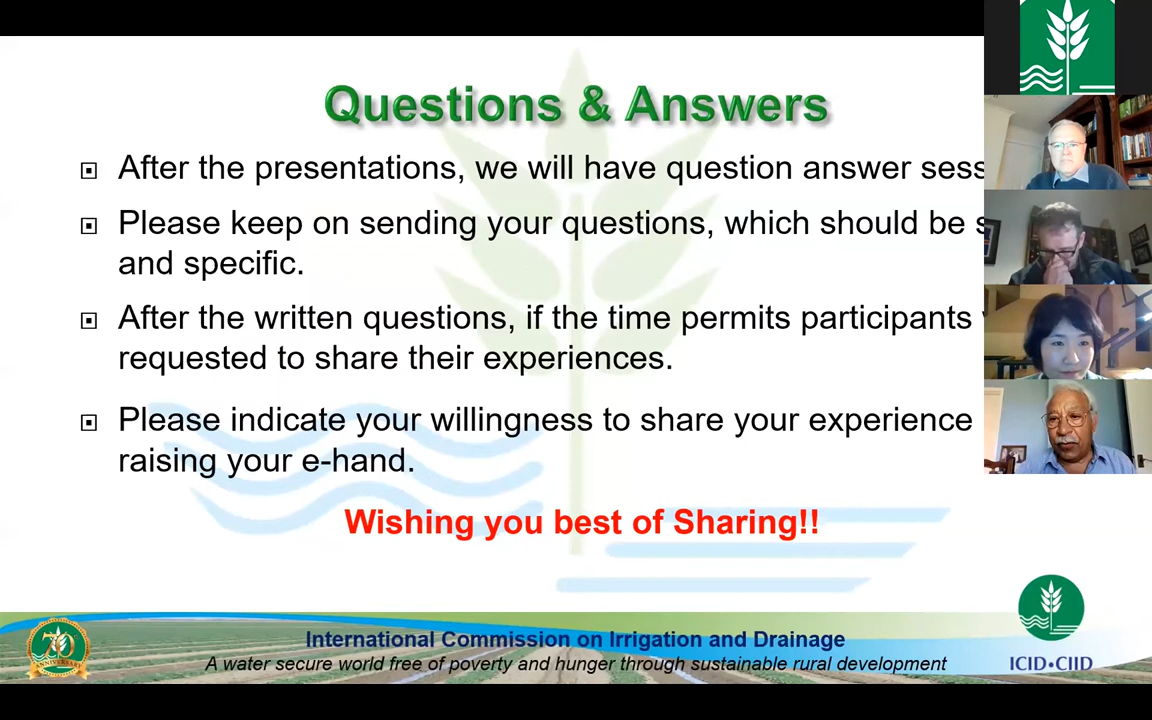 Questions & Answers
After the presentations, we will have question answer sess
Please keep on sending your questions, which should be s
and specific.
After the written questions, if the time permits participants
requested to share their experiences.
Please indicate your willingness to share your experience
raising your e-hand.
Wishing you best of Sharing!!
International Commission on Irrigation and Drainage
A water secure world free of poverty and hunger through sustainable rural development
70
ANNIVERSARY
ICID•CIID